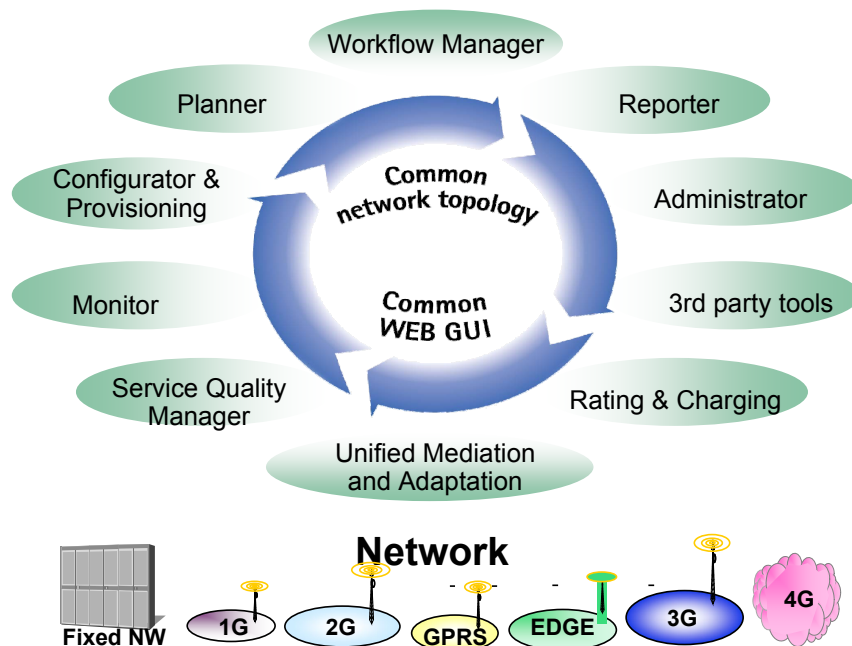 Workflow Manager
Planner
Reporter
Configurator &
Provisioning
Common
network topology
Administrator
Monitor
Common
WEB GUI
3rd party tools
Service Quality
Manager
Rating & Charging
Unified Mediation
and Adaptation
Network
Fixed NW
1G
2G
GPRS
EDGE
3G
4G